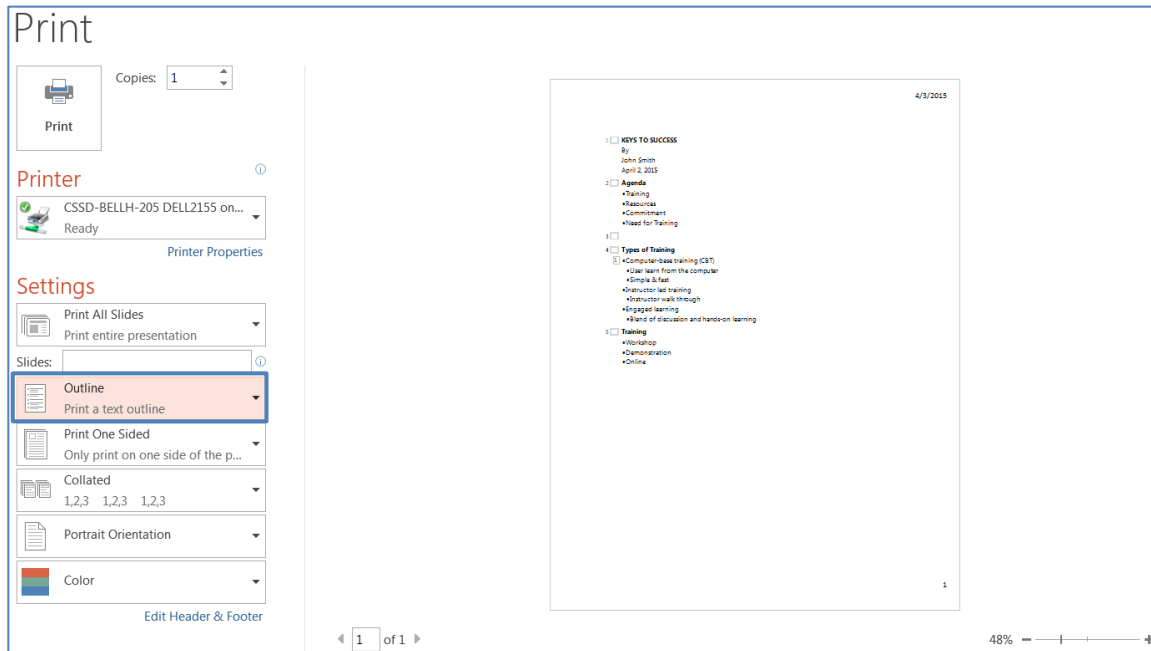 Print
Copies: 1
Print
Printer
CSSD-BELLH-205 DELL2155 on...
Ready
Printer Properties
Settings
Print All Slides
Print entire presentation
Slides:
Outline
Print a text outline
Print One Sided
Only print on one side of the p...
Collated
1,2,3 1,2,3 1,2,3
Portrait Orientation
Color
Edit Header & Footer
4/3/2015
1 KEYS TO SUCCESS
By
John Smith
April 2. 2015
2 Agenda
•Training
•Resources
•Commitment
•Need for Training
3
4 Types of Training
1 •Computer-base training (CBT)
•User learn from the computer
•Simple & fast
•Instructor led training
•Instructor walk through
•Engaged learning
•Blend of discussion and hands-on learning
5 Training
•Workshop
•Demonstration
•Online
1
1 of 1
48%